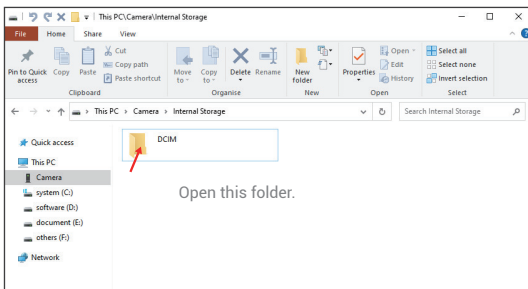 This PC\Camera\Internal Storage
File Home Share View
Pin to Quick access
Copy
Paste
Cut
Copy path
Paste shortcut
Clipboard
Move to
Copy to
Delete
Rename
Organise
New folder
New
Properties
Open
Edit
History
Open
Select all
Select none
Invert selection
Select
This PC > Camera > Internal Storage
Search Internal Storage
Quick access
This PC
Camera
system (C:)
software (D:)
document (E:)
others (F:)
Network
DCIM
Open this folder.